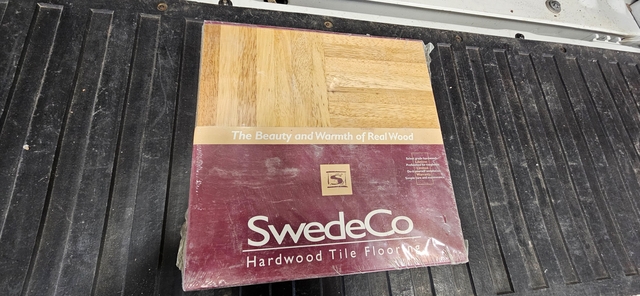 The Beauty and Warmth of Real Wood
S
SwedeCo
Hardwood Tile Flooring